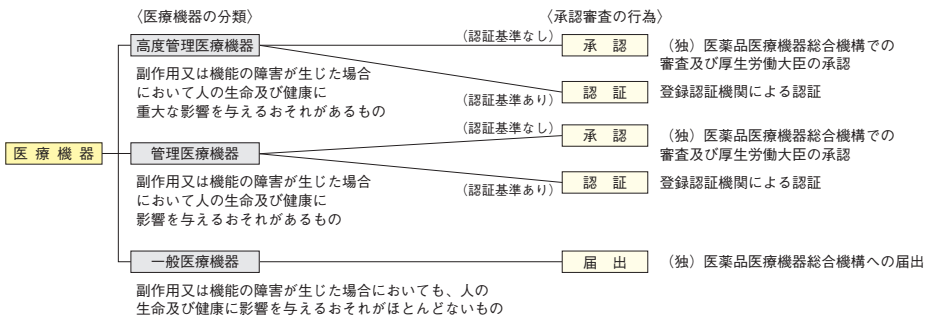 〈医療機器の分類〉
〈承認審査の行為〉
医療機器
高度管理医療機器
副作用又は機能の障害が生じた場合
において人の生命及び健康に
重大な影響を与えるおそれがあるもの
(認証基準なし)
承認
(独)医薬品医療機器総合機構での
審査及び厚生労働大臣の承認
(認証基準あり)
認証
登録認証機関による認証
管理医療機器
副作用又は機能の障害が生じた場合
において人の生命及び健康に
影響を与えるおそれがあるもの
(認証基準なし)
承認
(独)医薬品医療機器総合機構での
審査及び厚生労働大臣の承認
(認証基準あり)
認証
登録認証機関による認証
一般医療機器
副作用又は機能の障害が生じた場合においても、人の
生命及び健康に影響を与えるおそれがほとんどないもの
届出
(独)医薬品医療機器総合機構への届出